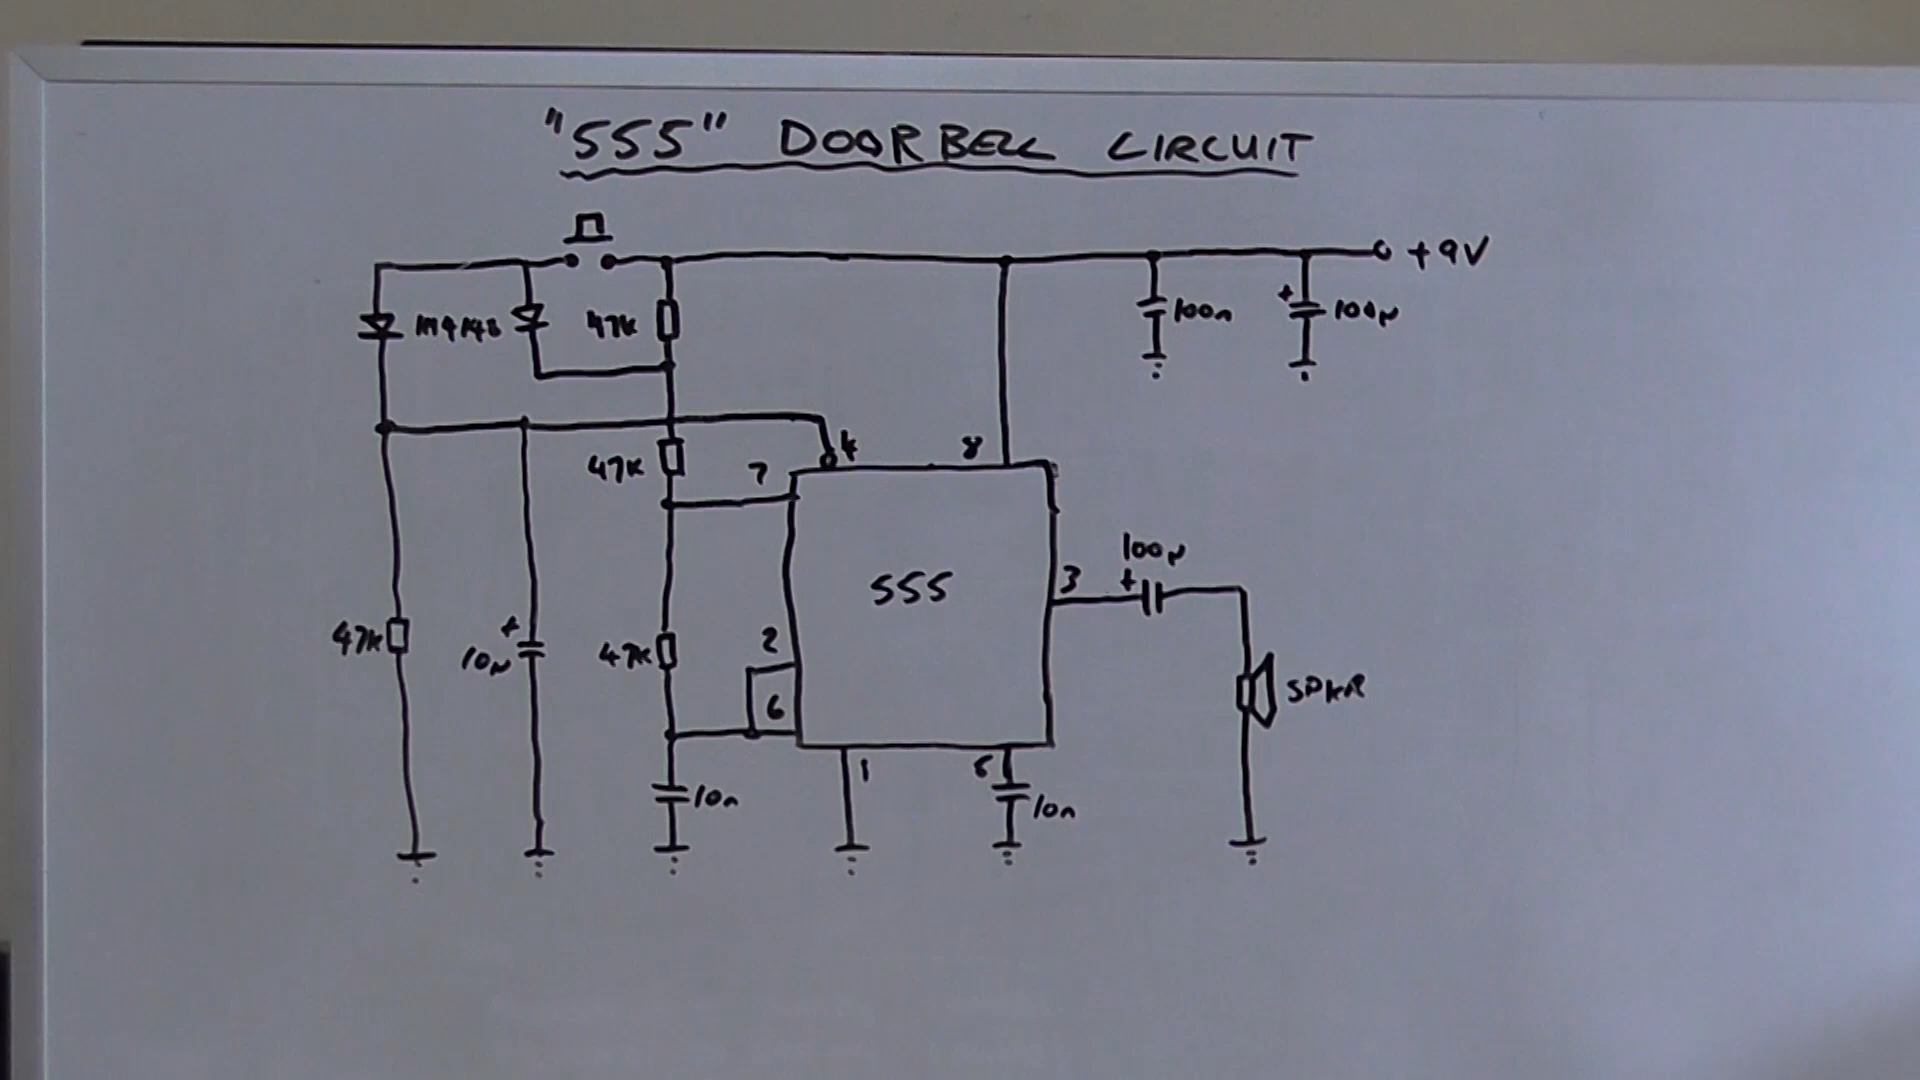 "555" DOORBELL CIRCUIT
+9V
1N4148
47K
100n
+
100µ
47K
7
4
8
555
100µ
3
+
47K
+
10µ
47K
2
6
SPKR
1
5
10n
10n